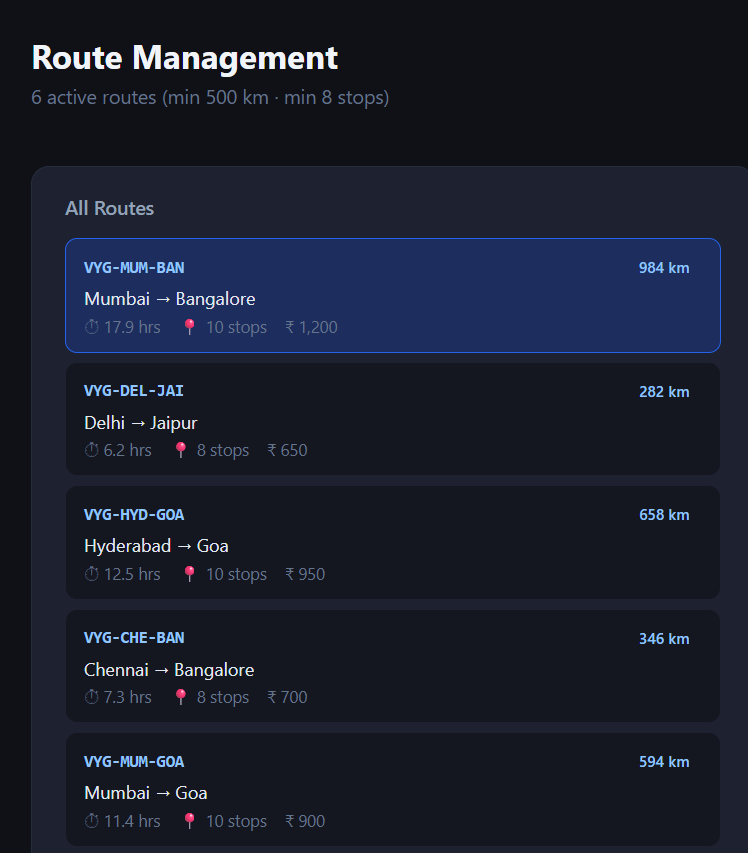 Route Management
6 active routes (min 500 km · min 8 stops)
All Routes
VYG-MUM-BAN 984 km
Mumbai → Bangalore
⏱ 17.9 hrs 📍 10 stops ₹ 1,200
VYG-DEL-JAI 282 km
Delhi → Jaipur
⏱ 6.2 hrs 📍 8 stops ₹ 650
VYG-HYD-GOA 658 km
Hyderabad → Goa
⏱ 12.5 hrs 📍 10 stops ₹ 950
VYG-CHE-BAN 346 km
Chennai → Bangalore
⏱ 7.3 hrs 📍 8 stops ₹ 700
VYG-MUM-GOA 594 km
Mumbai → Goa
⏱ 11.4 hrs 📍 10 stops ₹ 900